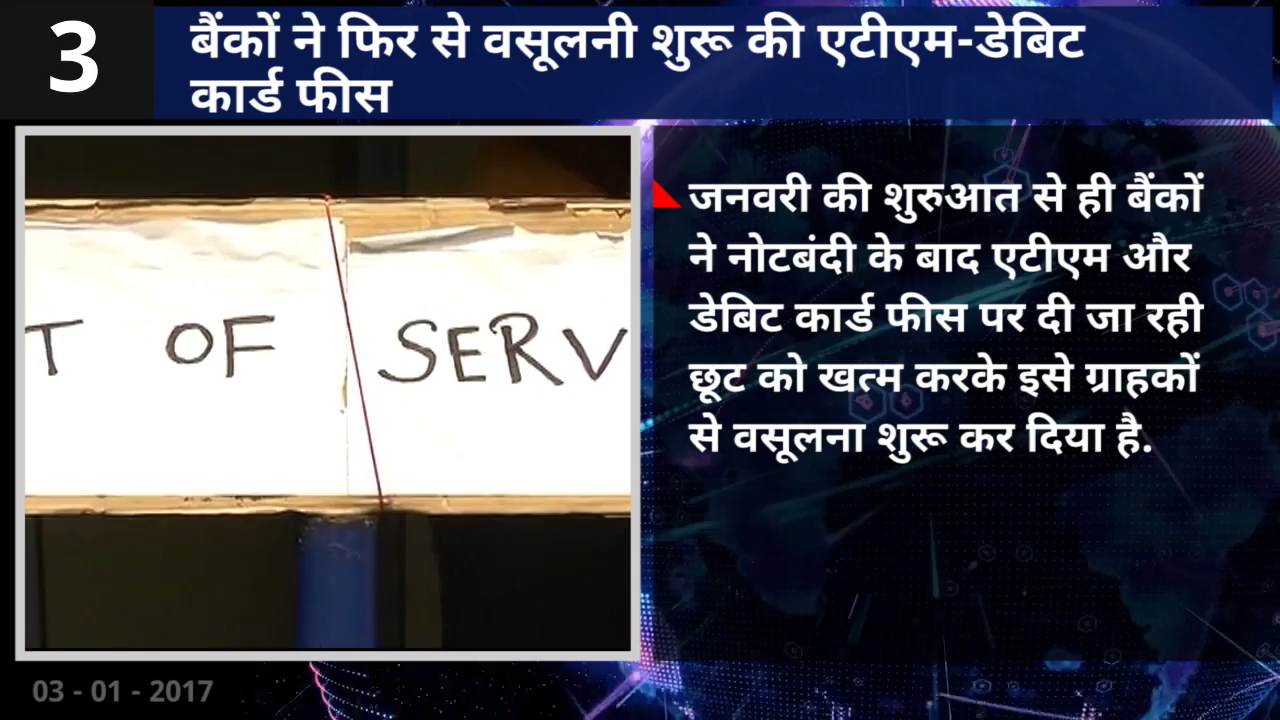 3
बैंकों ने फिर से वसूलनी शुरू की एटीएम-डेबिट
कार्ड फीस
T OF SERV
जनवरी की शुरुआत से ही बैंकों
ने नोटबंदी के बाद एटीएम और
डेबिट कार्ड फीस पर दी जा रही
छूट को खत्म करके इसे ग्राहकों
से वसूलना शुरू कर दिया है.
03 - 01 - 2017